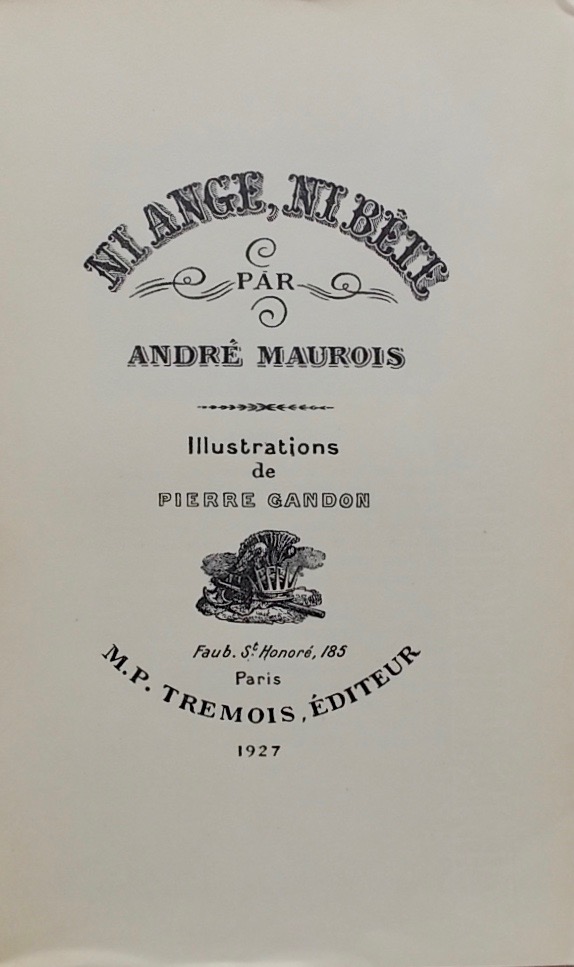 NI ANGE, NI BÊTE
PAR
ANDRÉ MAUROIS
Illustrations
de
PIERRE GANDON
Faub. St Honoré, 185
Paris
M.P. TREMOIS, ÉDITEUR
1927